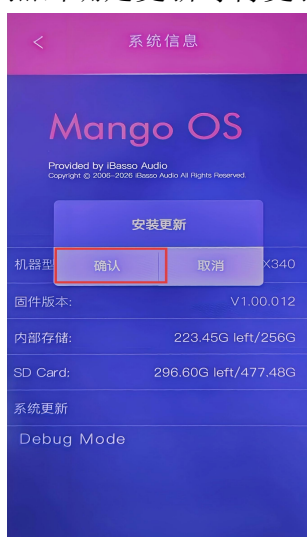 系统信息
Mango OS
Provided by iBasso Audio
Copyright © 2006-2026 iBasso Audio All Rights Reserved.
安装更新
确认 取消
机器型 X340
固件版本: V1.00.012
内部存储: 223.45G left/256G
SD Card: 296.60G left/477.48G
系统更新
Debug Mode